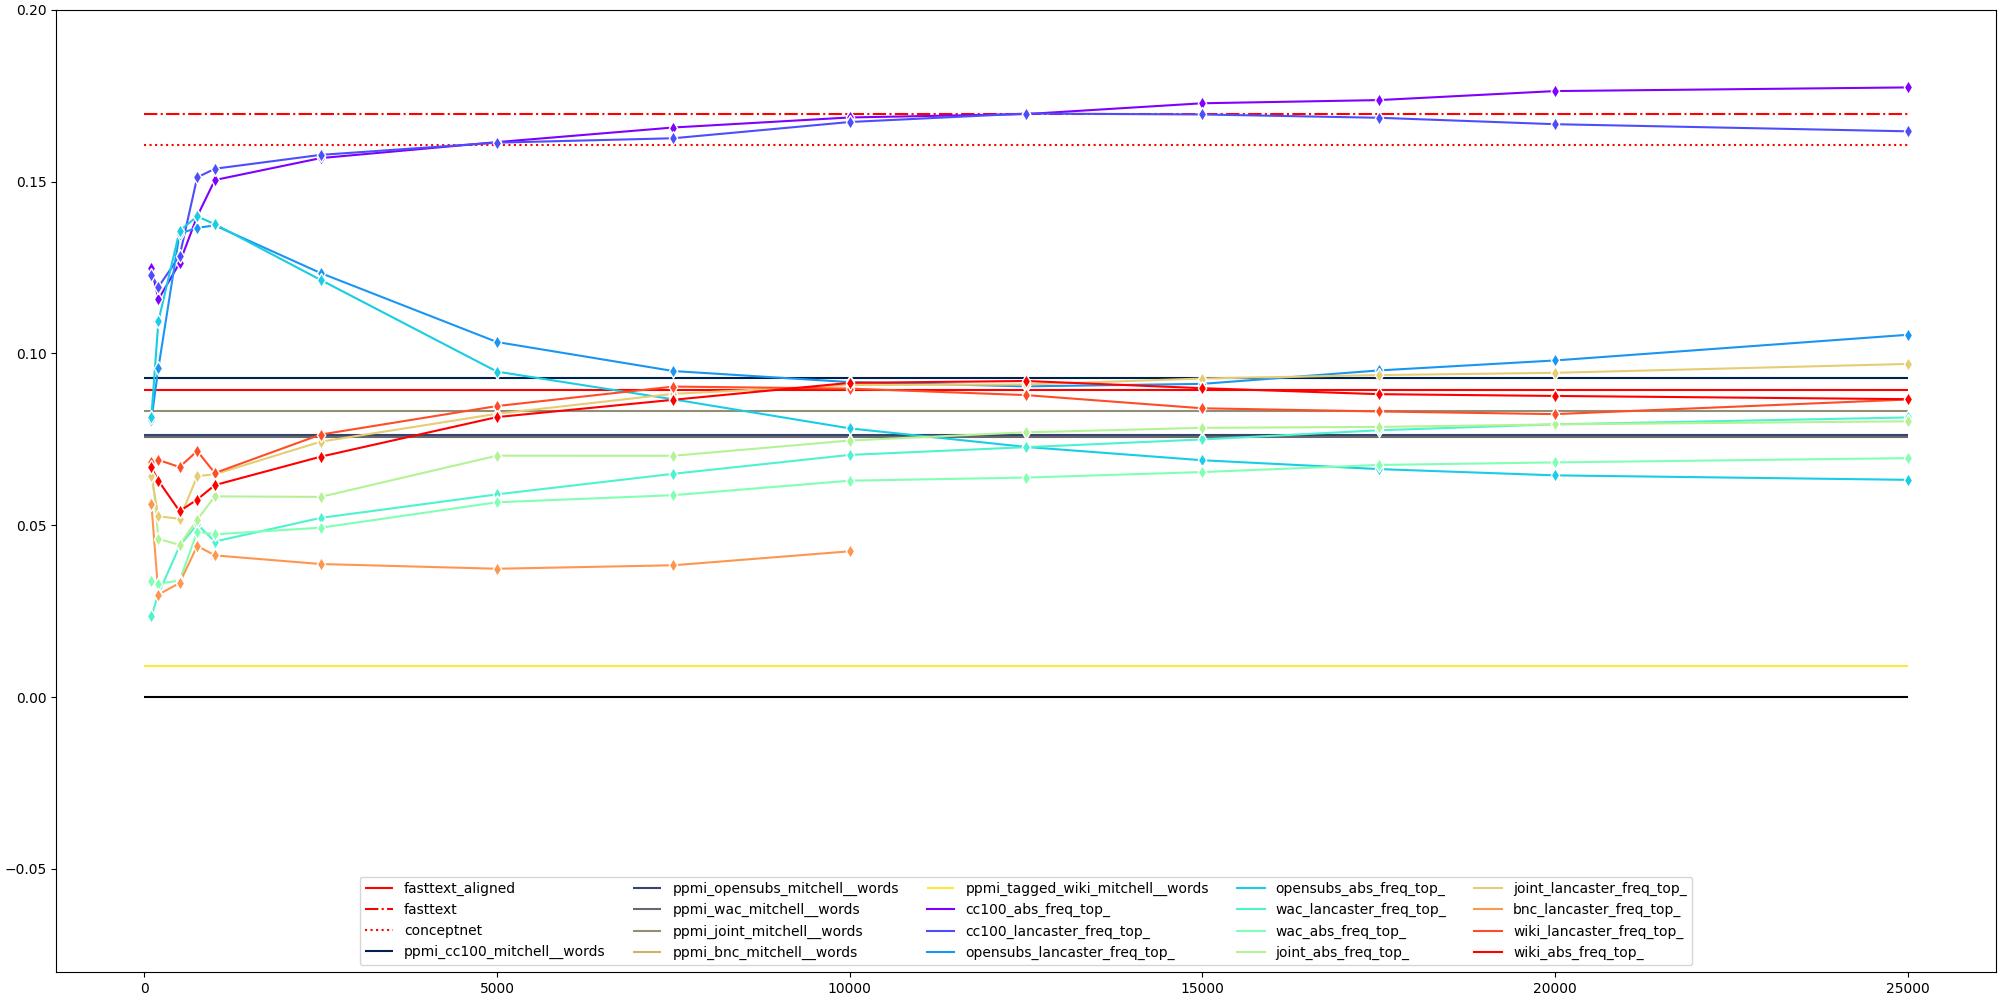 0.20
0.15
0.10
0.05
0.00
−0.05
0
5000
10000
15000
20000
25000
fasttext_aligned
fasttext
conceptnet
ppmi_cc100_mitchell__words
ppmi_opensubs_mitchell__words
ppmi_wac_mitchell__words
ppmi_joint_mitchell__words
ppmi_bnc_mitchell__words
ppmi_tagged_wiki_mitchell__words
cc100_abs_freq_top_
cc100_lancaster_freq_top_
opensubs_lancaster_freq_top_
opensubs_abs_freq_top_
wac_lancaster_freq_top_
wac_abs_freq_top_
joint_abs_freq_top_
joint_lancaster_freq_top_
bnc_lancaster_freq_top_
wiki_lancaster_freq_top_
wiki_abs_freq_top_